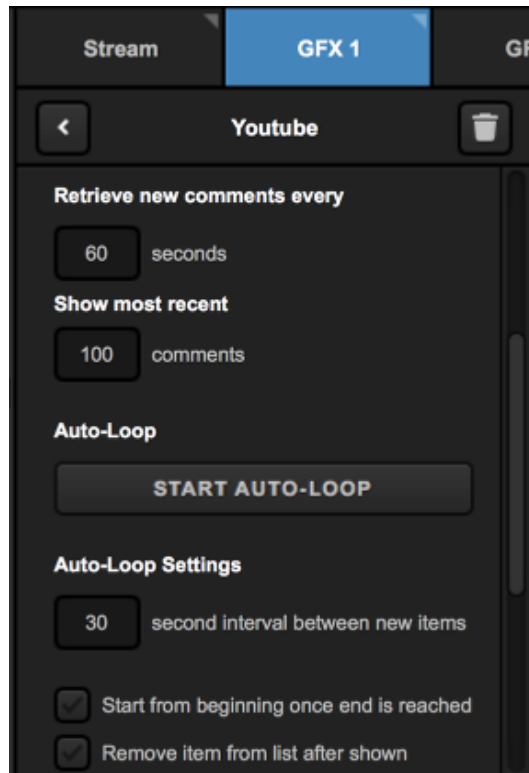 Stream GFX 1 GF
Youtube
Retrieve new comments every
60 seconds
Show most recent
100 comments
Auto-Loop
START AUTO-LOOP
Auto-Loop Settings
30 second interval between new items
Start from beginning once end is reached
Remove item from list after shown